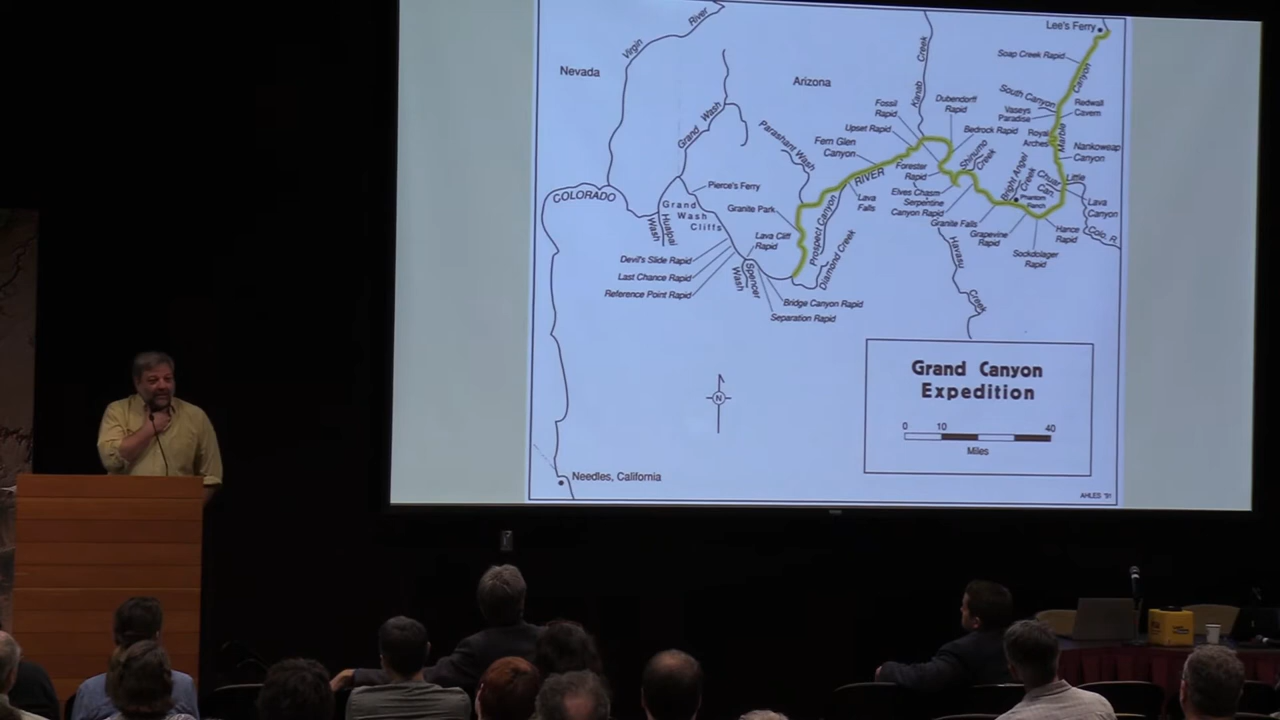 Virgin
River
Nevada
Arizona
Kanab
Creek
Lee's Ferry
Soap Creek Rapid
Canyon
South Canyon
Vaseys
Paradise
Redwall
Cavern
Royal
Arches
Marble
Nankoweap
Canyon
Fossil
Rapid
Dubendorff
Rapid
Upset Rapid
Bedrock Rapid
Grand Wash
Parashant Wash
Fern Glen
Canyon
Shinumo
Creek
Forester
Rapid
RIVER
Bright Angel
Creek
Chuar
Can.
Little
COLORADO
Pierce's Ferry
Grand
Wash
Cliffs
Hualpai
Wash
Granite Park
Lava
Falls
Elves Chasm
Serpentine
Canyon Rapid
Phantom
Ranch
Lava
Canyon
Colo. R.
Prospect Canyon
Lava Cliff
Rapid
Granite Falls
Grapevine
Rapid
Hance
Rapid
Sockdolager
Rapid
Devil's Slide Rapid
Last Chance Rapid
Reference Point Rapid
Spencer
Wash
Diamond Creek
Havasu
Creek
Bridge Canyon Rapid
Separation Rapid
N
Grand Canyon
Expedition
0 10 40
Miles
Needles, California
AHLES '91